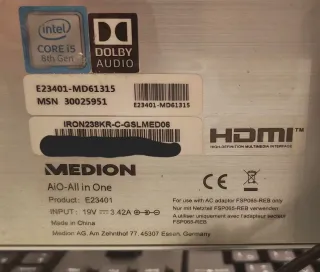 intel
CORE i5
8th Gen
DOLBY
AUDIO
E23401-MD61315
MSN 30025951
E23401-MD61315
IRON238KR-C-GSLMED06
HDMI™
HIGH-DEFINITION MULTIMEDIA INTERFACE
MEDION
AiO-All in One
Product: E23401
INPUT: 19V 3.42A
Made in China
Medion AG, Am Zehnthof 77, 45307 Essen, Germany
CE
For use with AC adaptor FSP065-REB only
Nur mit Netzteil FSP065-REB verwenden
A utiliser uniquement avec l'adapteur secteur
FSP065-REB